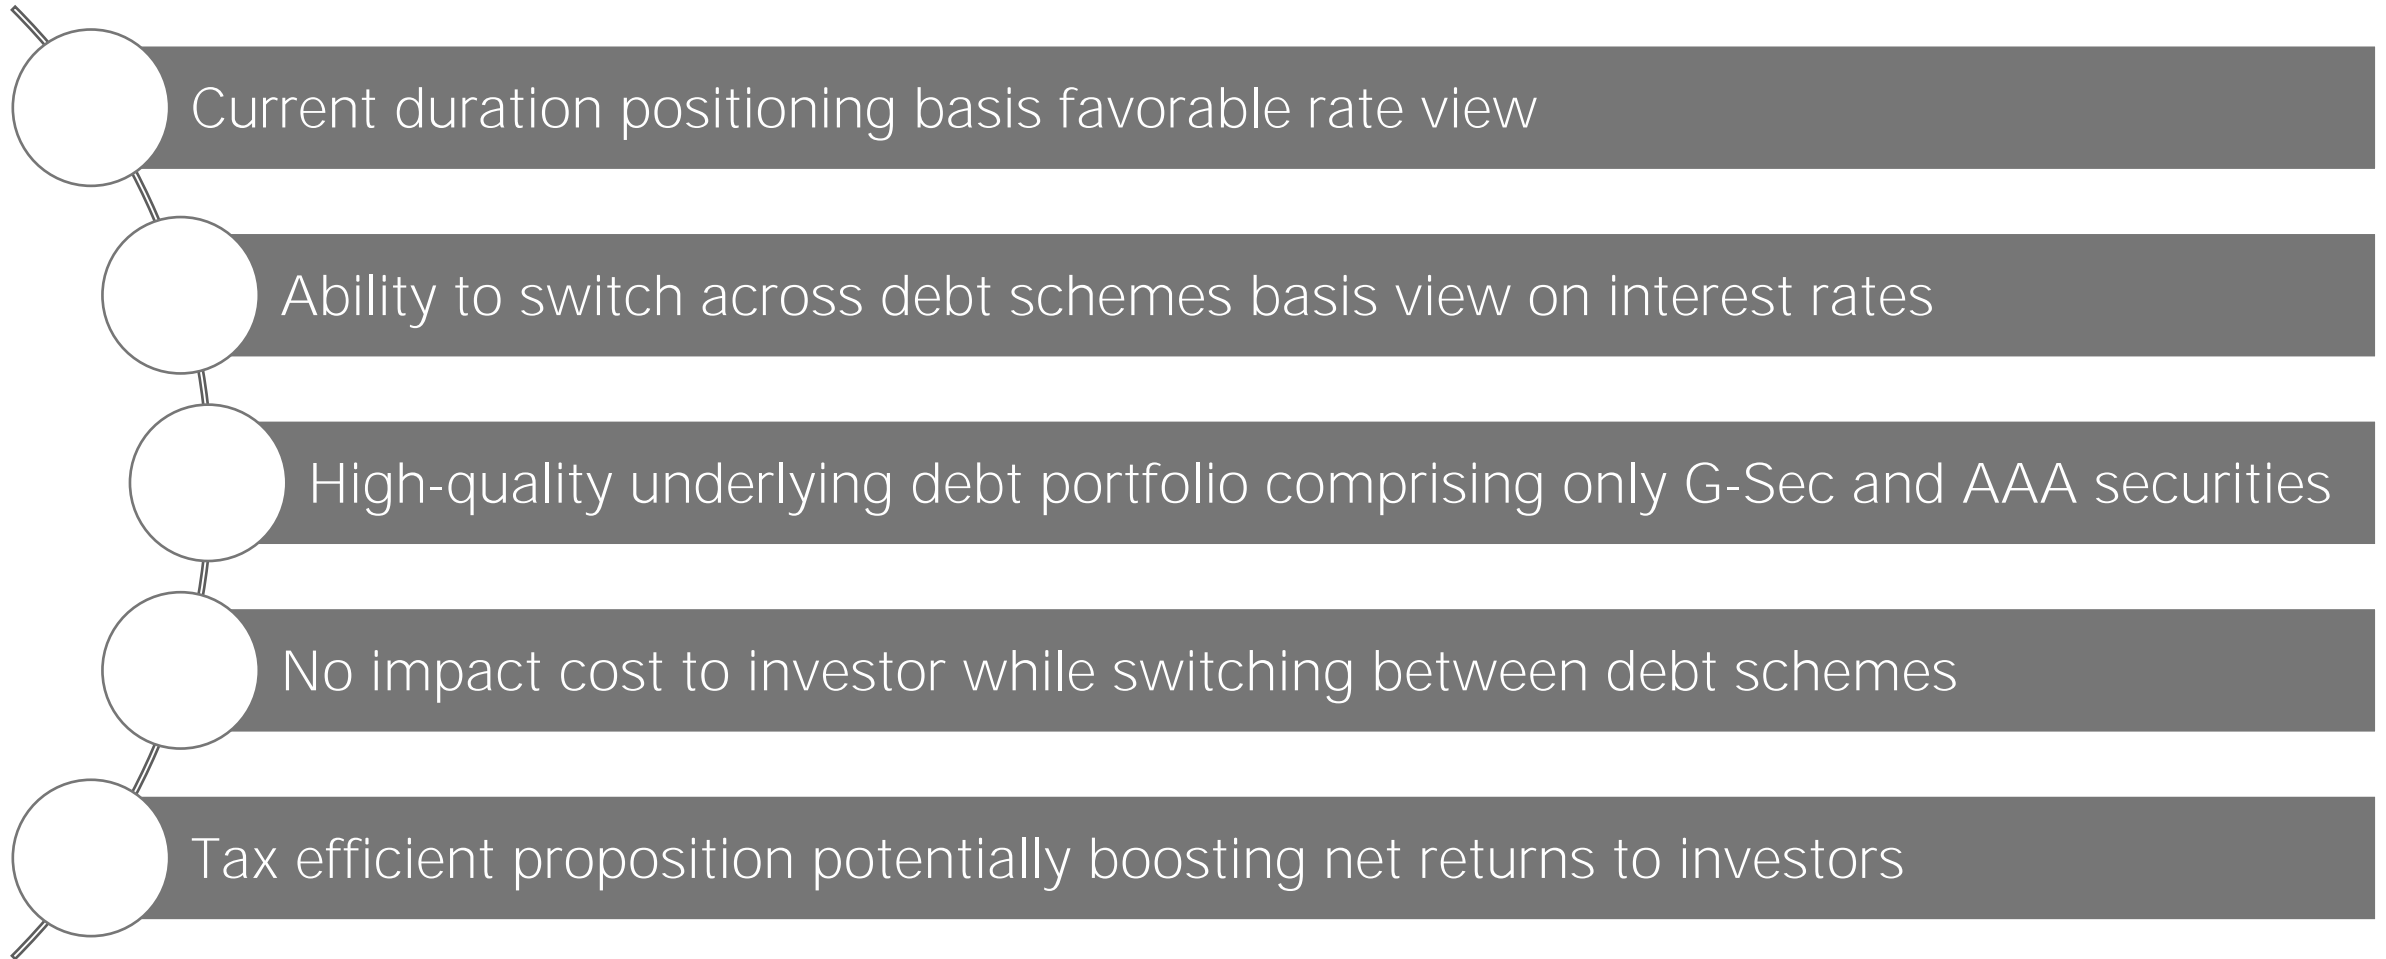 Current duration positioning basis favorable rate view
Ability to switch across debt schemes basis view on interest rates
High-quality underlying debt portfolio comprising only G-Sec and AAA securities
No impact cost to investor while switching between debt schemes
Tax efficient proposition potentially boosting net returns to investors